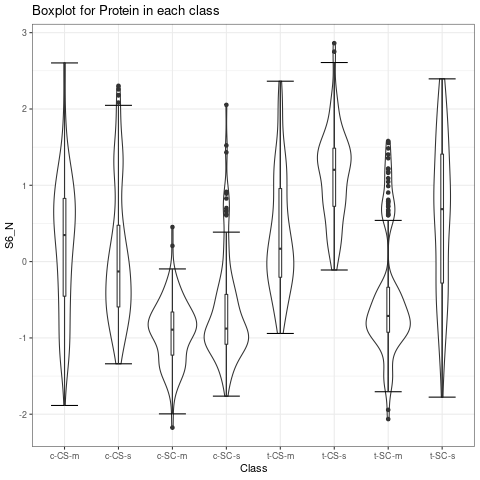 Boxplot for Protein in each class
3
2
1
0
-1
-2
S6_N
c-CS-m c-CS-s c-SC-m c-SC-s t-CS-m t-CS-s t-SC-m t-SC-s
Class